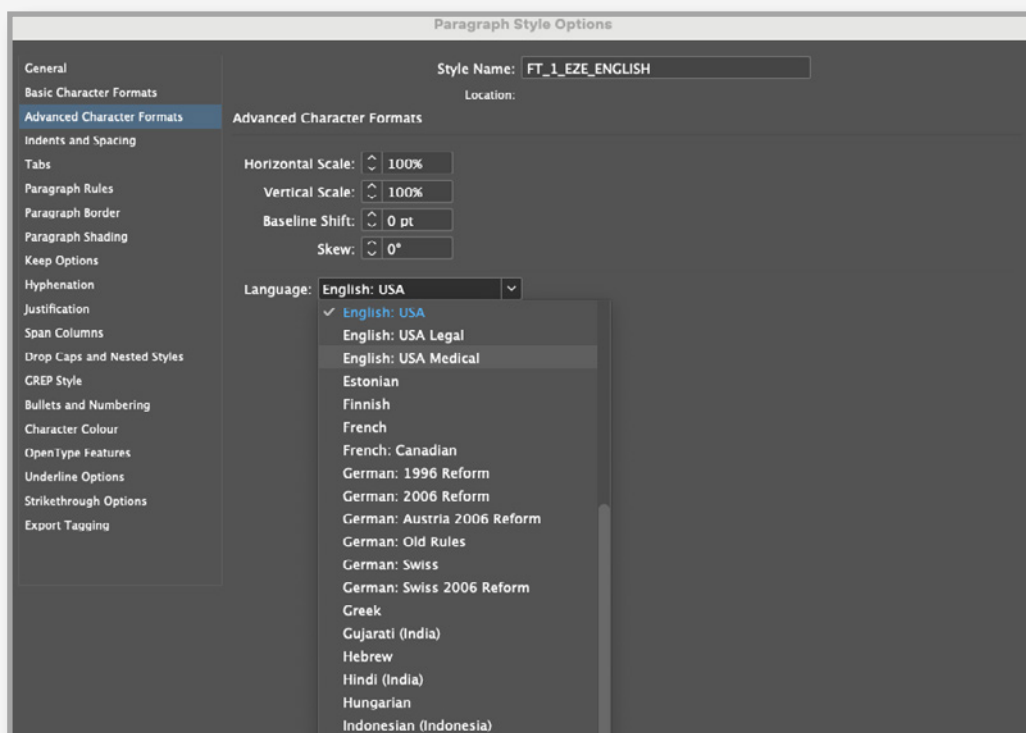 Paragraph Style Options
General
Basic Character Formats
Advanced Character Formats
Indents and Spacing
Tabs
Paragraph Rules
Paragraph Border
Paragraph Shading
Keep Options
Hyphenation
Justification
Span Columns
Drop Caps and Nested Styles
GREP Style
Bullets and Numbering
Character Colour
OpenType Features
Underline Options
Strikethrough Options
Export Tagging
Style Name: FT_1_EZE_ENGLISH
Location:
Advanced Character Formats
Horizontal Scale: 100%
Vertical Scale: 100%
Baseline Shift: 0 pt
Skew: 0°
Language: English: USA
English: USA
English: USA Legal
English: USA Medical
Estonian
Finnish
French
French: Canadian
German: 1996 Reform
German: 2006 Reform
German: Austria 2006 Reform
German: Old Rules
German: Swiss
German: Swiss 2006 Reform
Greek
Gujarati (India)
Hebrew
Hindi (India)
Hungarian
Indonesian (Indonesia)